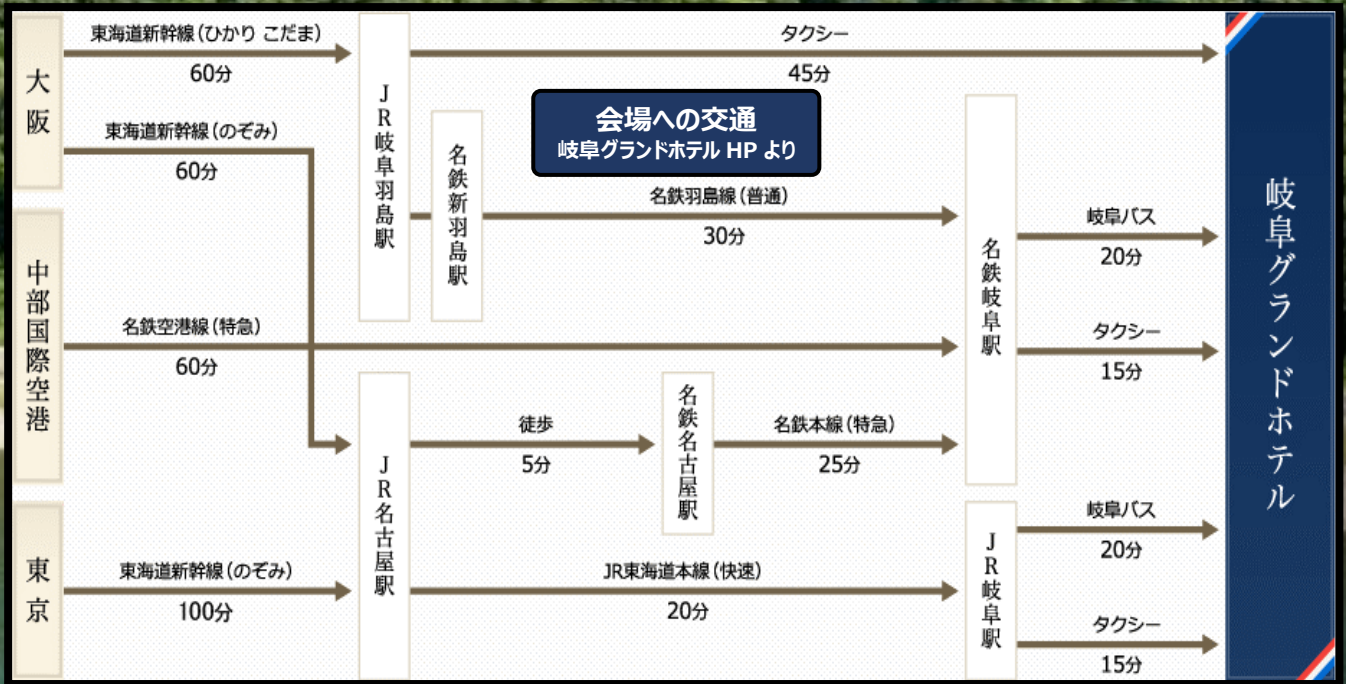 大阪
東海道新幹線(ひかり こだま)
60分
東海道新幹線(のぞみ)
60分
中部国際空港
名鉄空港線(特急)
60分
東京
東海道新幹線(のぞみ)
100分
JR岐阜羽島駅
タクシー
45分
名鉄新羽島駅
会場への交通
岐阜グランドホテル HP より
名鉄羽島線(普通)
30分
JR名古屋駅
徒歩
5分
名鉄名古屋駅
名鉄本線(特急)
25分
JR東海道本線(快速)
20分
名鉄岐阜駅
岐阜バス
20分
タクシー
15分
JR岐阜駅
岐阜バス
20分
タクシー
15分
岐阜グランドホテル